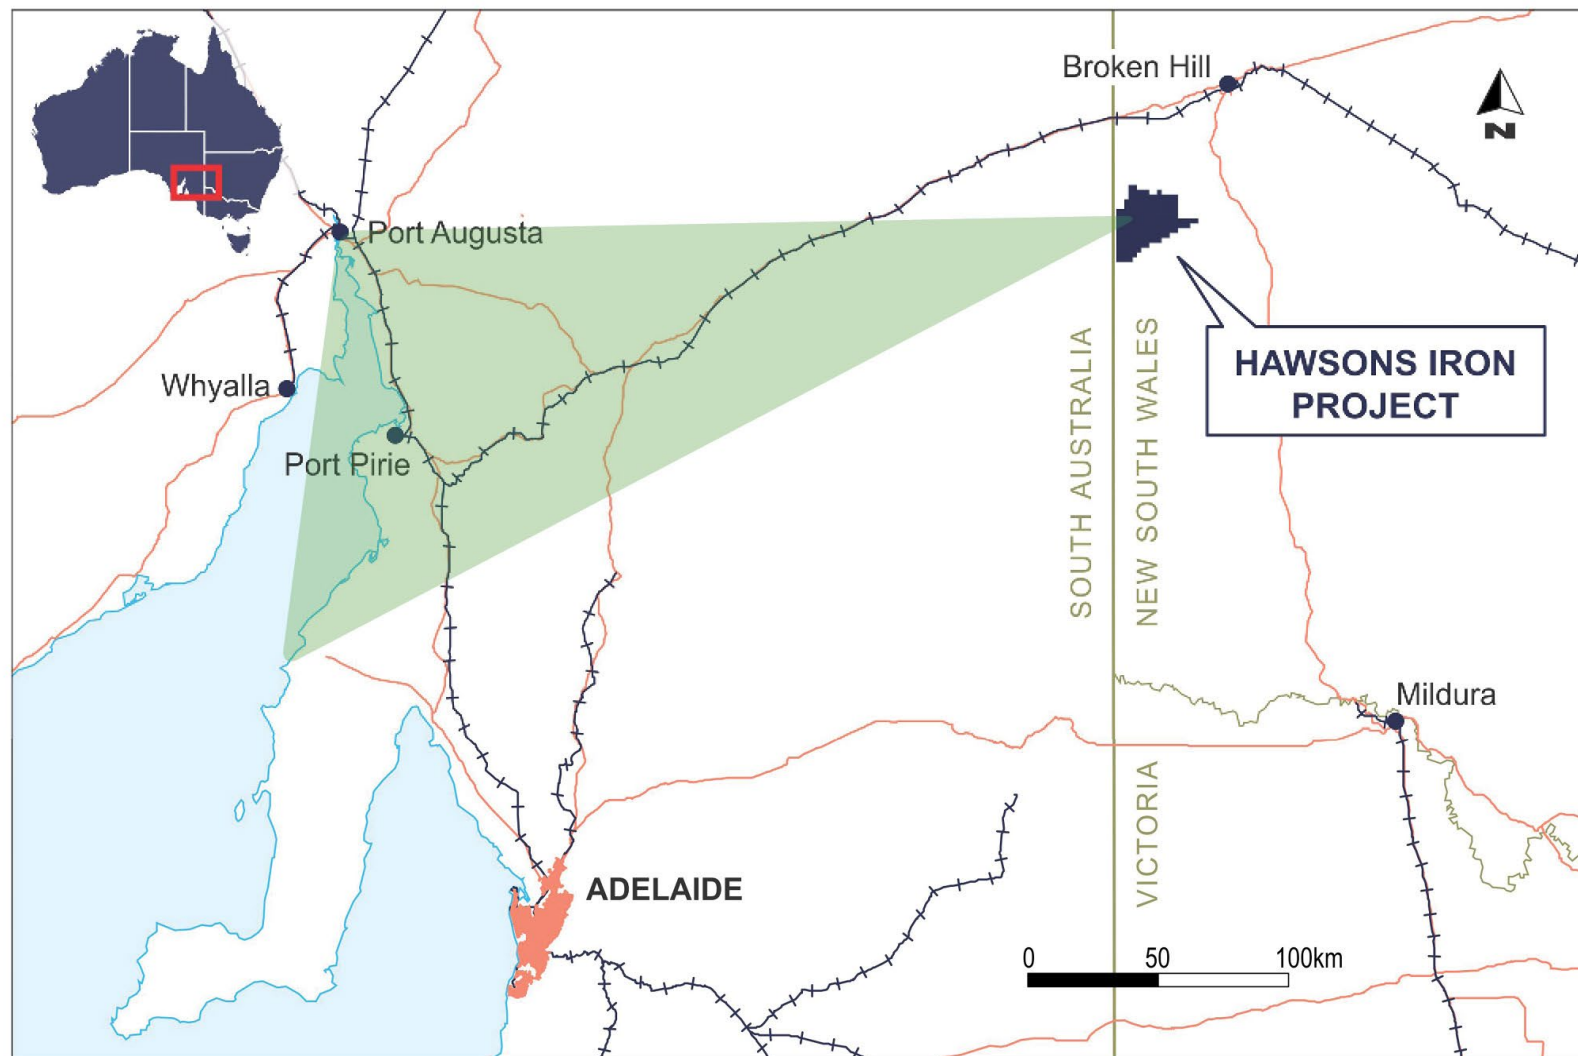 Broken Hill
N
Port Augusta
Whyalla
Port Pirie
HAWSONS IRON
PROJECT
SOUTH AUSTRALIA
NEW SOUTH WALES
Mildura
VICTORIA
ADELAIDE
0 50 100km